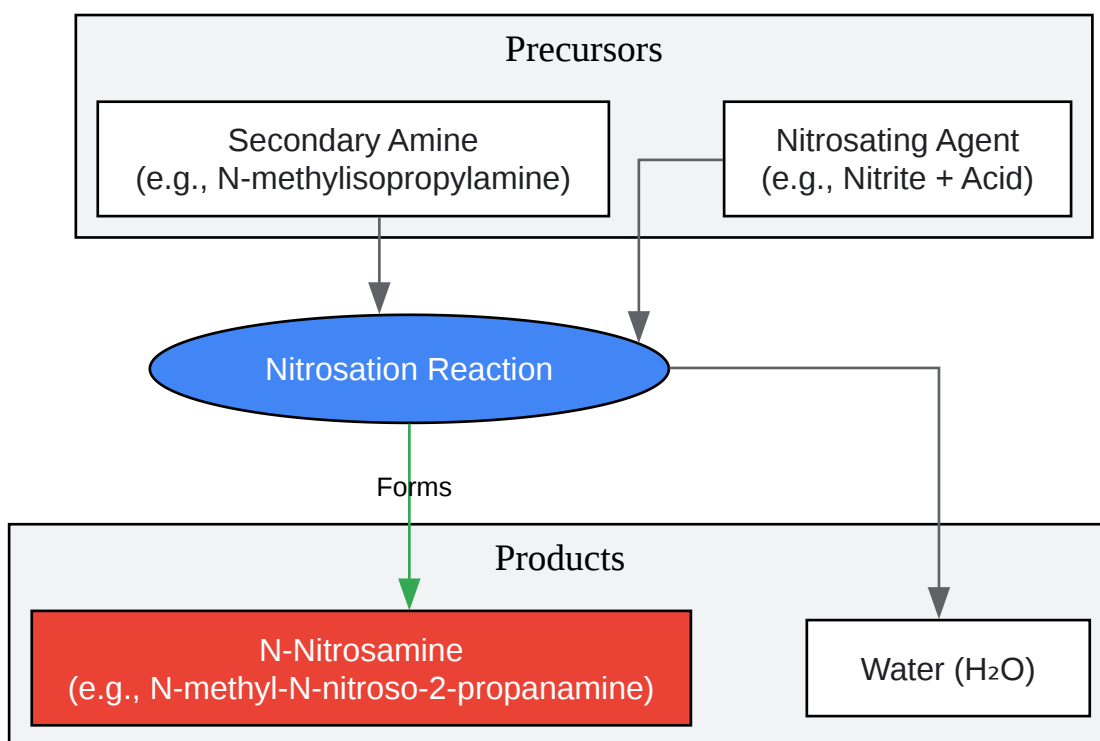 Precursors
Secondary Amine
(e.g., N-methylisopropylamine)
Nitrosating Agent
(e.g., Nitrite + Acid)
Nitrosation Reaction
Forms
Products
N-Nitrosamine
(e.g., N-methyl-N-nitroso-2-propanamine)
Water (H₂O)